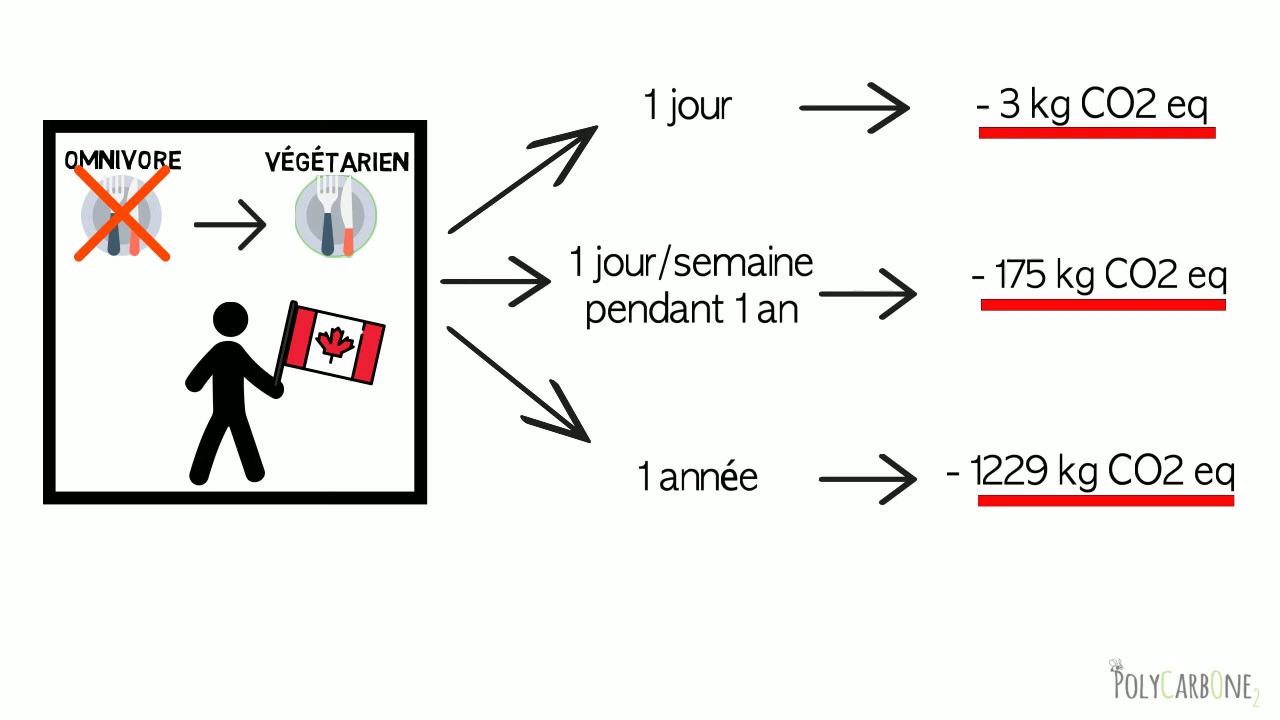 OMNIVORE
VÉGÉTARIEN
1 jour
- 3 kg CO2 eq
1 jour/semaine
pendant 1 an
- 175 kg CO2 eq
1 année
- 1229 kg CO2 eq
POLYCARBONE2